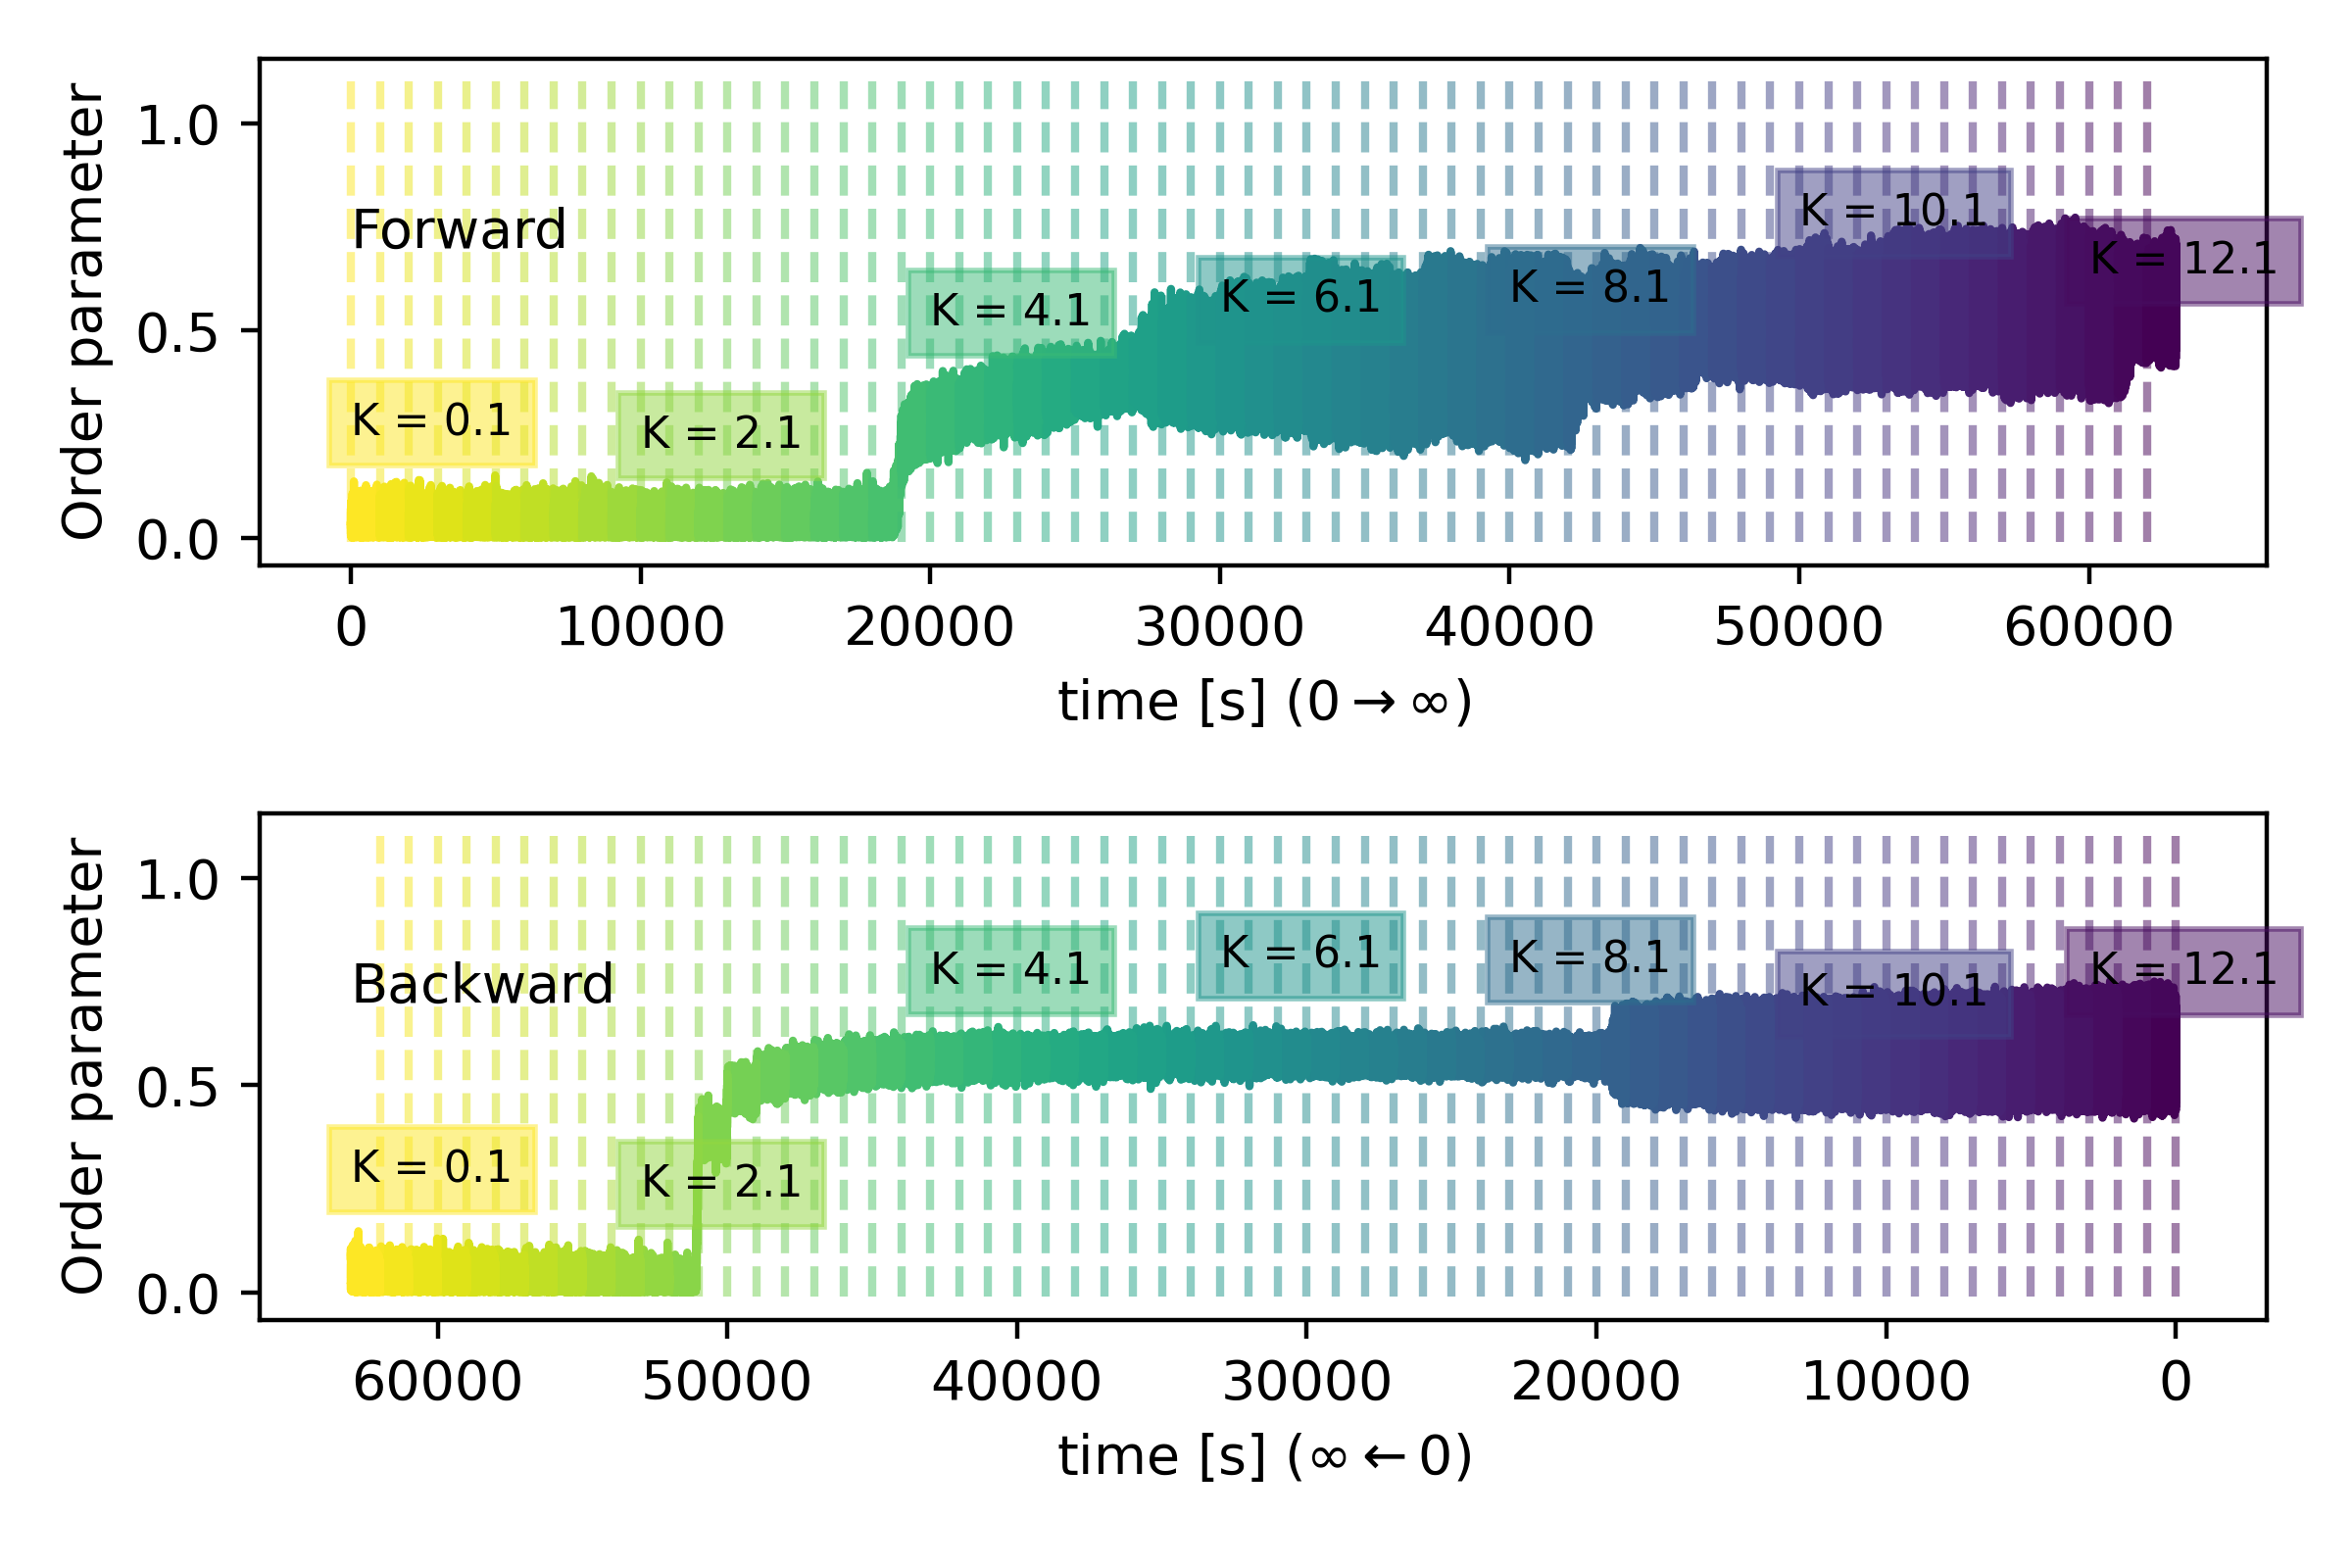 Order parameter
1.0
0.5
0.0
Forward
K = 0.1
K = 2.1
K = 4.1
K = 6.1
K = 8.1
K = 10.1
K = 12.1
0 10000 20000 30000 40000 50000 60000
time [s] (0 → ∞)
Order parameter
1.0
0.5
0.0
Backward
K = 0.1
K = 2.1
K = 4.1
K = 6.1
K = 8.1
K = 10.1
K = 12.1
60000 50000 40000 30000 20000 10000 0
time [s] (∞ ← 0)